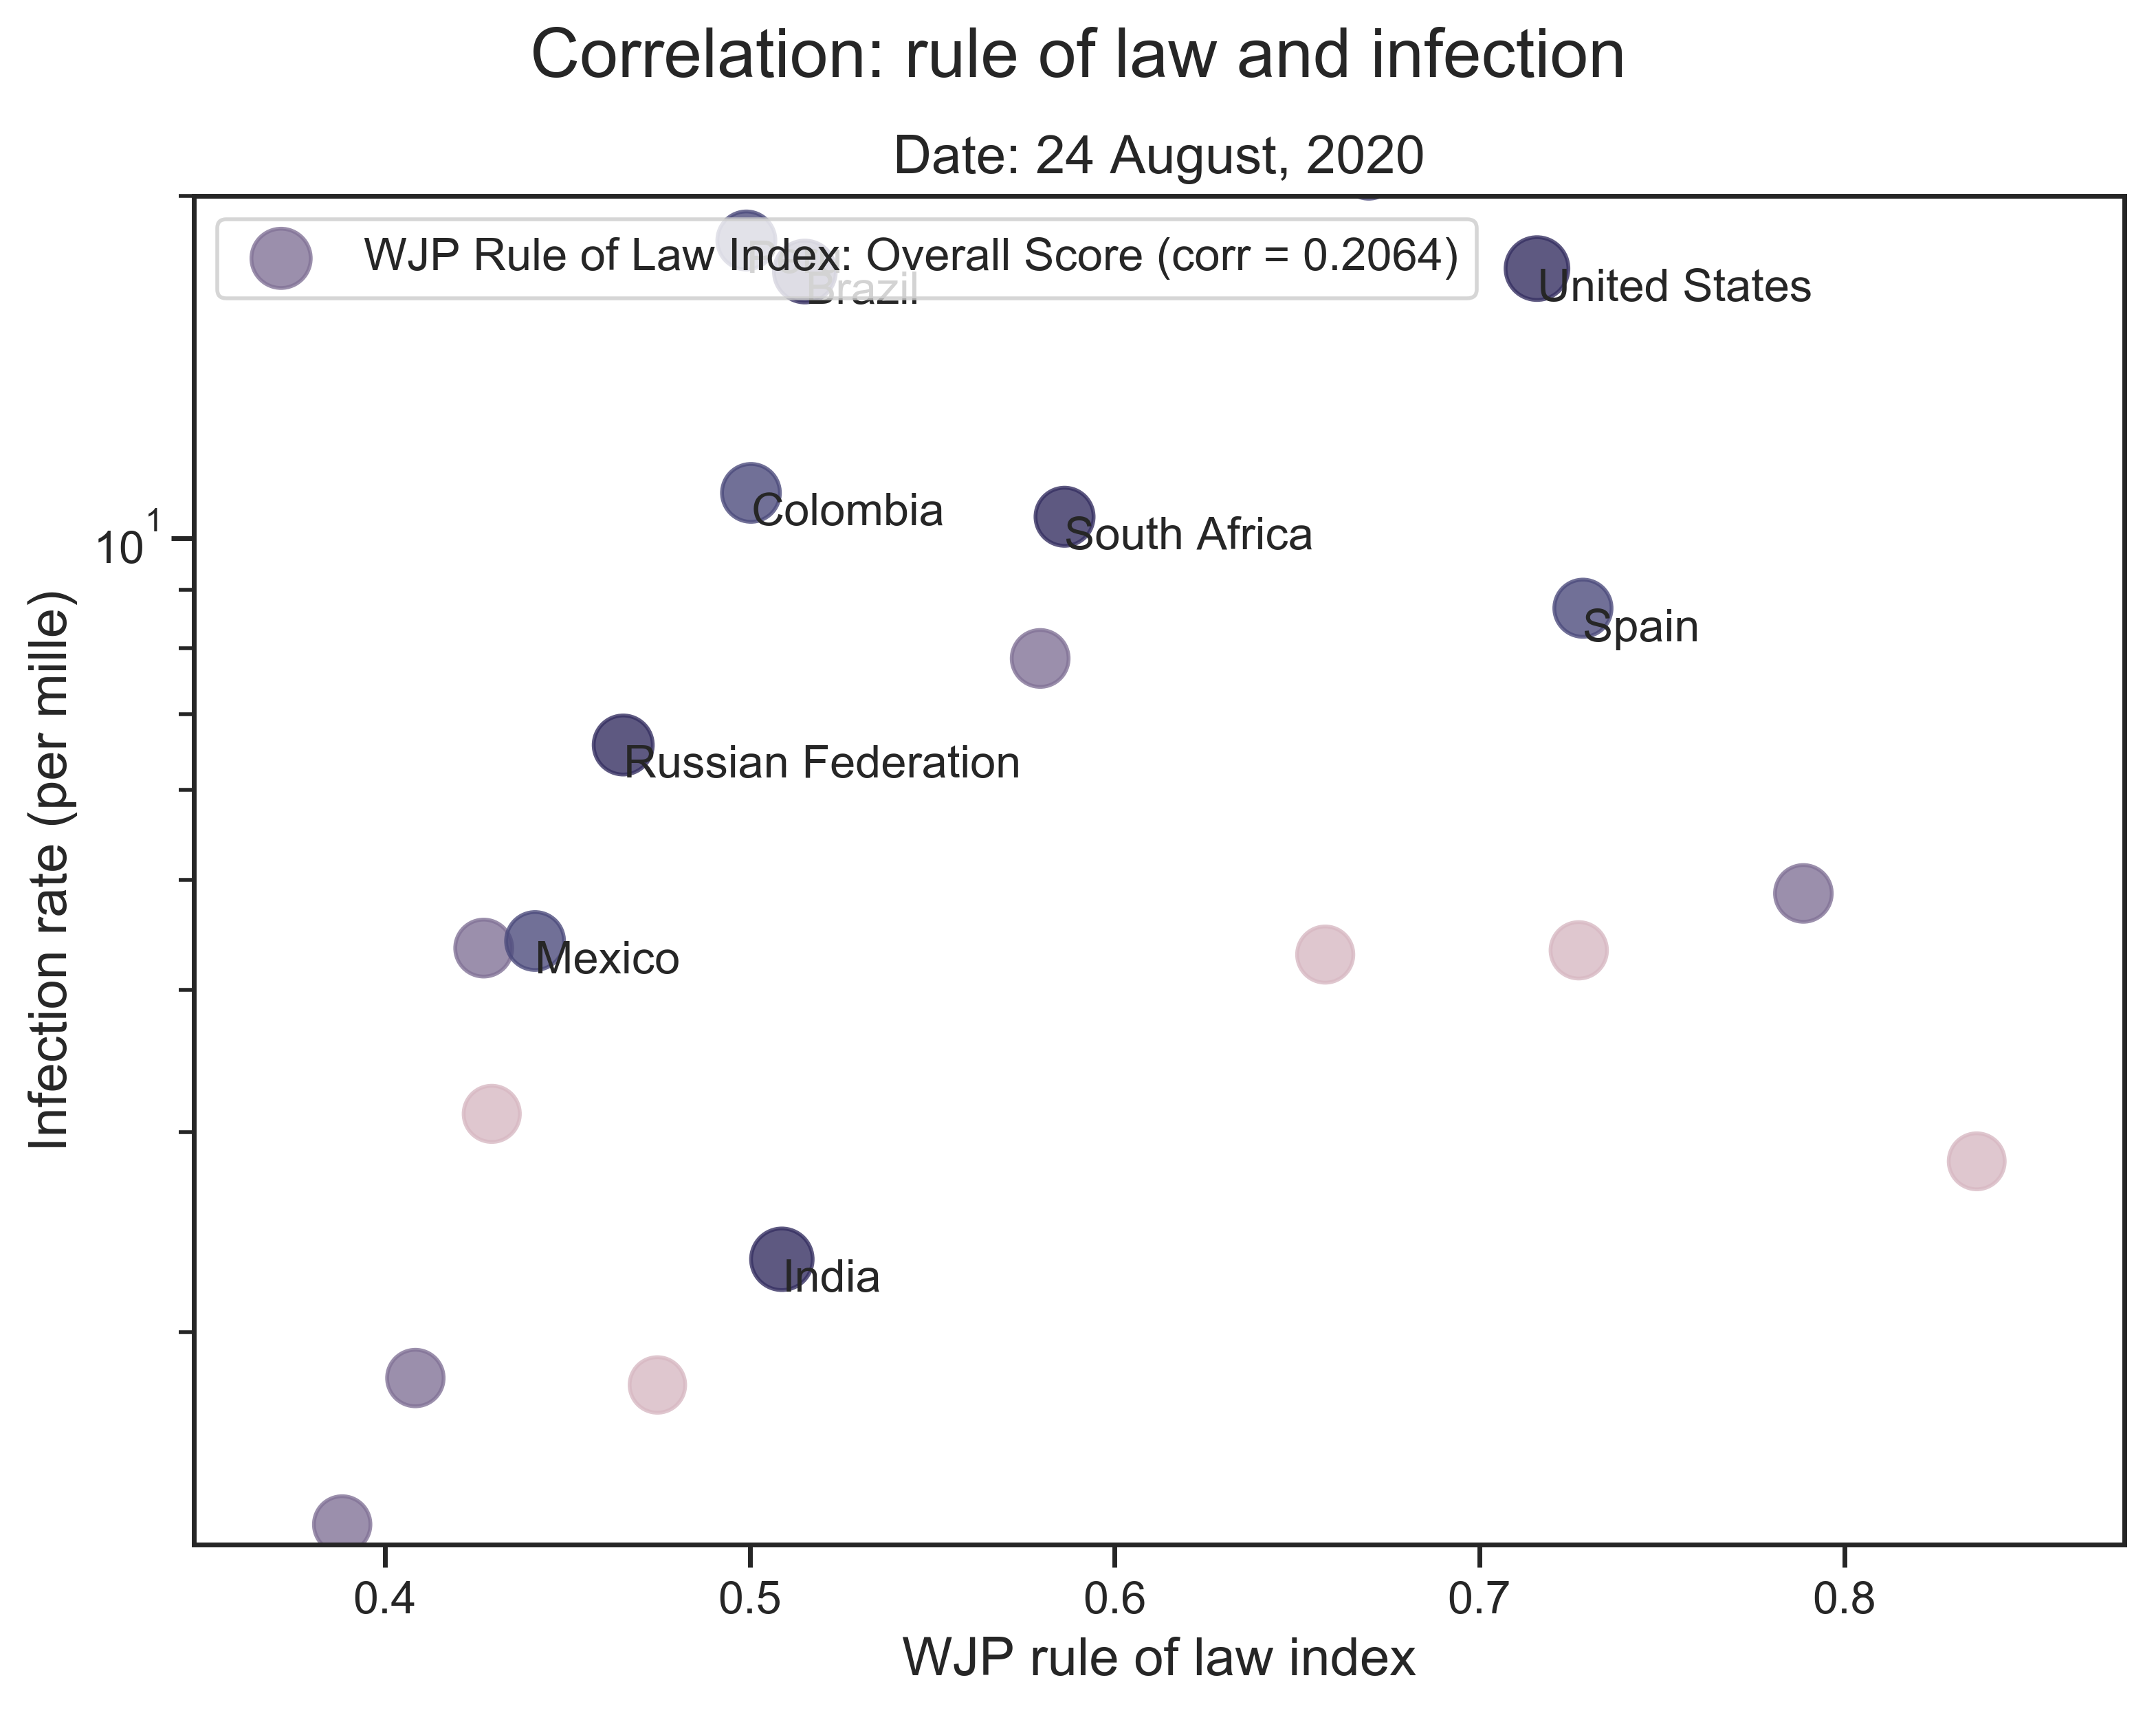 Correlation: rule of law and infection
Date: 24 August, 2020
WJP Rule of Law Index: Overall Score (corr = 0.2064)
Brazil
United States
Colombia
South Africa
10^1
Spain
Russian Federation
Mexico
India
Infection rate (per mille)
0.4 0.5 0.6 0.7 0.8
WJP rule of law index